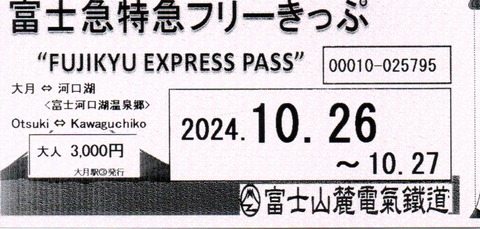 富士急特急フリーきっぷ
"FUJIKYU EXPRESS PASS"
00010-025795
大月 ⇔ 河口湖
<富士河口湖温泉郷>
Otsuki ⇔ Kawaguchiko
2024.10.26
～10.27
大人 3,000円
大月駅②発行
富士山麓電氣鐵道